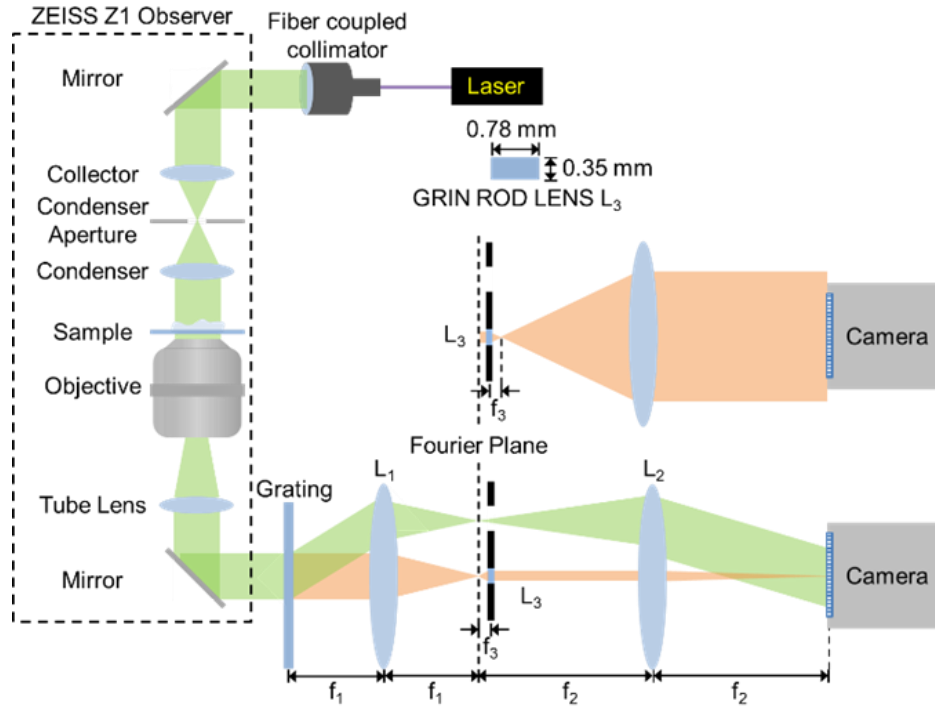 ZEISS Z1 Observer
Fiber coupled
collimator
Mirror
Laser
0.78 mm
0.35 mm
GRIN ROD LENS L₃
Collector
Condenser
Aperture
Condenser
Sample
Objective
L₃
Camera
f₃
Fourier Plane
Tube Lens
Grating
L₁
L₂
Mirror
L₃
Camera
f₃
f₁
f₁
f₂
f₂